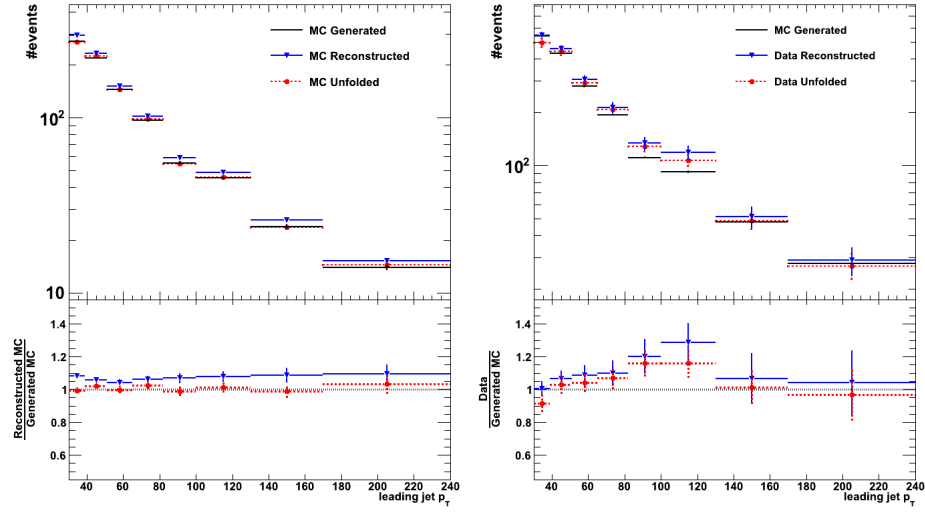 #events
MC Generated
MC Reconstructed
MC Unfolded
10²
10
Reconstructed MC
Generated MC
1.4
1.2
1
0.8
0.6
40 60 80 100 120 140 160 180 200 220 240
leading jet p_T
#events
MC Generated
Data Reconstructed
Data Unfolded
10²
Data
Generated MC
1.4
1.2
1
0.8
0.6
40 60 80 100 120 140 160 180 200 220 240
leading jet p_T